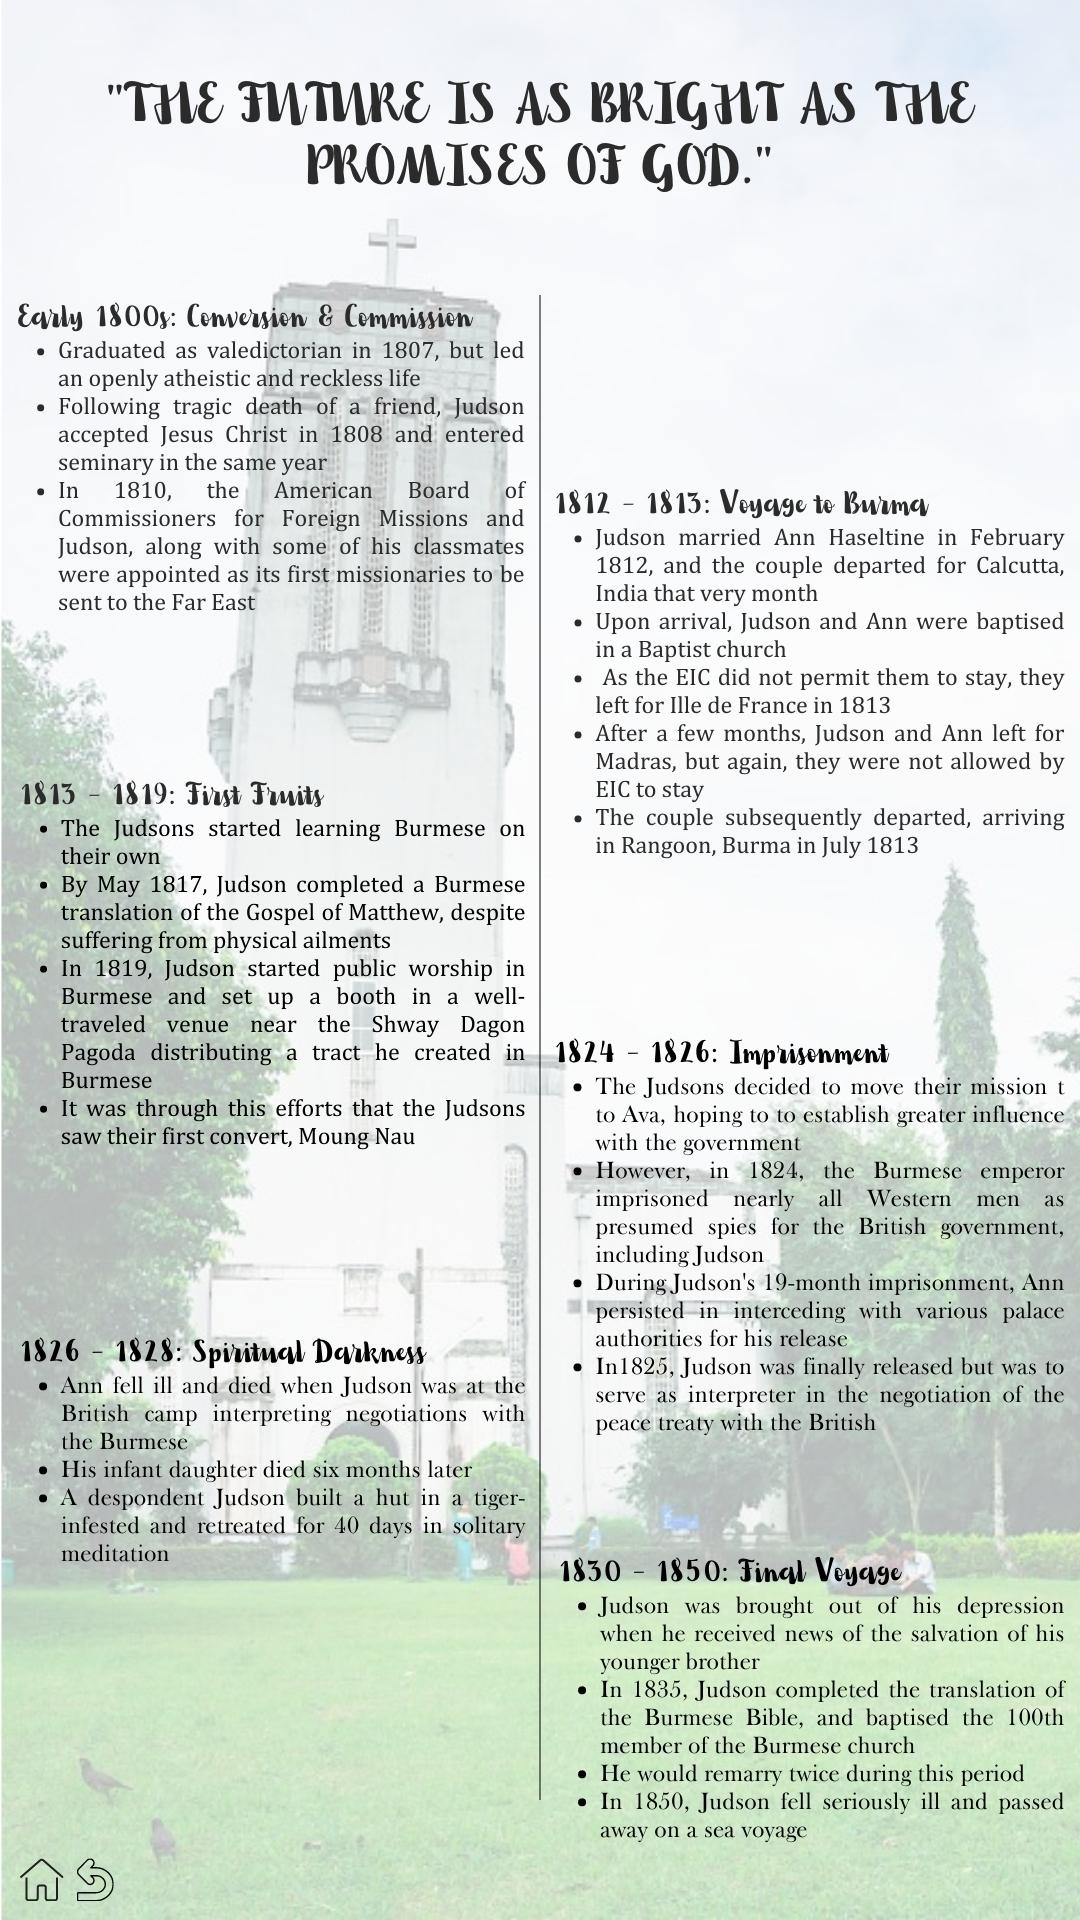 "THE FUTURE IS AS BRIGHT AS THE
PROMISES OF GOD."
Early 1800s: Conversion & Commission
• Graduated as valedictorian in 1807, but led
an openly atheistic and reckless life
• Following tragic death of a friend, Judson
accepted Jesus Christ in 1808 and entered
seminary in the same year
• In 1810, the American Board of
Commissioners for Foreign Missions and
Judson, along with some of his classmates
were appointed as its first missionaries to be
sent to the Far East
1812 - 1813: Voyage to Burma
• Judson married Ann Haseltine in February
1812, and the couple departed for Calcutta,
India that very month
• Upon arrival, Judson and Ann were baptised
in a Baptist church
• As the EIC did not permit them to stay, they
left for Ille de France in 1813
• After a few months, Judson and Ann left for
Madras, but again, they were not allowed by
EIC to stay
• The couple subsequently departed, arriving
in Rangoon, Burma in July 1813
1813 - 1819: First Fruits
• The Judsons started learning Burmese on
their own
• By May 1817, Judson completed a Burmese
translation of the Gospel of Matthew, despite
suffering from physical ailments
• In 1819, Judson started public worship in
Burmese and set up a booth in a well-
traveled venue near the Shway Dagon
Pagoda distributing a tract he created in
Burmese
• It was through this efforts that the Judsons
saw their first convert, Moung Nau
1824 - 1826: Imprisonment
• The Judsons decided to move their mission t
to Ava, hoping to to establish greater influence
with the government
• However, in 1824, the Burmese emperor
imprisoned nearly all Western men as
presumed spies for the British government,
including Judson
• During Judson's 19-month imprisonment, Ann
persisted in interceding with various palace
authorities for his release
• In1825, Judson was finally released but was to
serve as interpreter in the negotiation of the
peace treaty with the British
1826 - 1828: Spiritual Darkness
• Ann fell ill and died when Judson was at the
British camp interpreting negotiations with
the Burmese
• His infant daughter died six months later
• A despondent Judson built a hut in a tiger-
infested and retreated for 40 days in solitary
meditation
1830 - 1850: Final Voyage
• Judson was brought out of his depression
when he received news of the salvation of his
younger brother
• In 1835, Judson completed the translation of
the Burmese Bible, and baptised the 100th
member of the Burmese church
• He would remarry twice during this period
• In 1850, Judson fell seriously ill and passed
away on a sea voyage